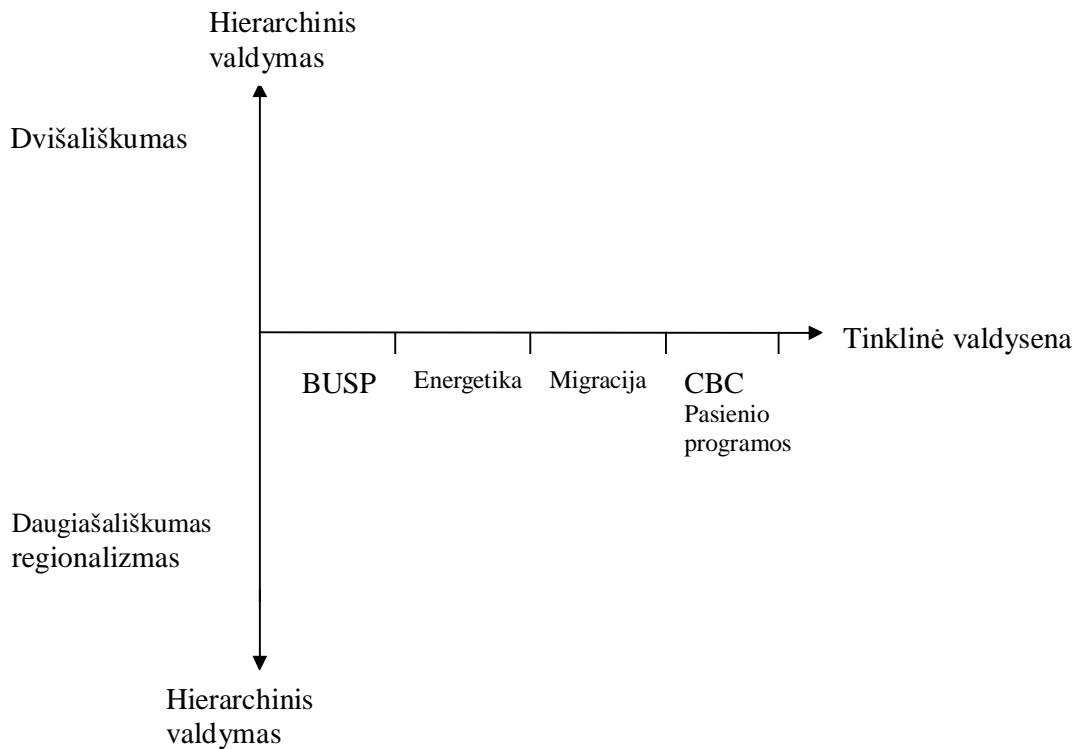 Hierarchinis
valdymas
Dvišališkumas
Tinklinė valdysena
BUSP
Energetika
Migracija
CBC
Pasienio
programos
Daugiašališkumas
regionalizmas
Hierarchinis
valdymas